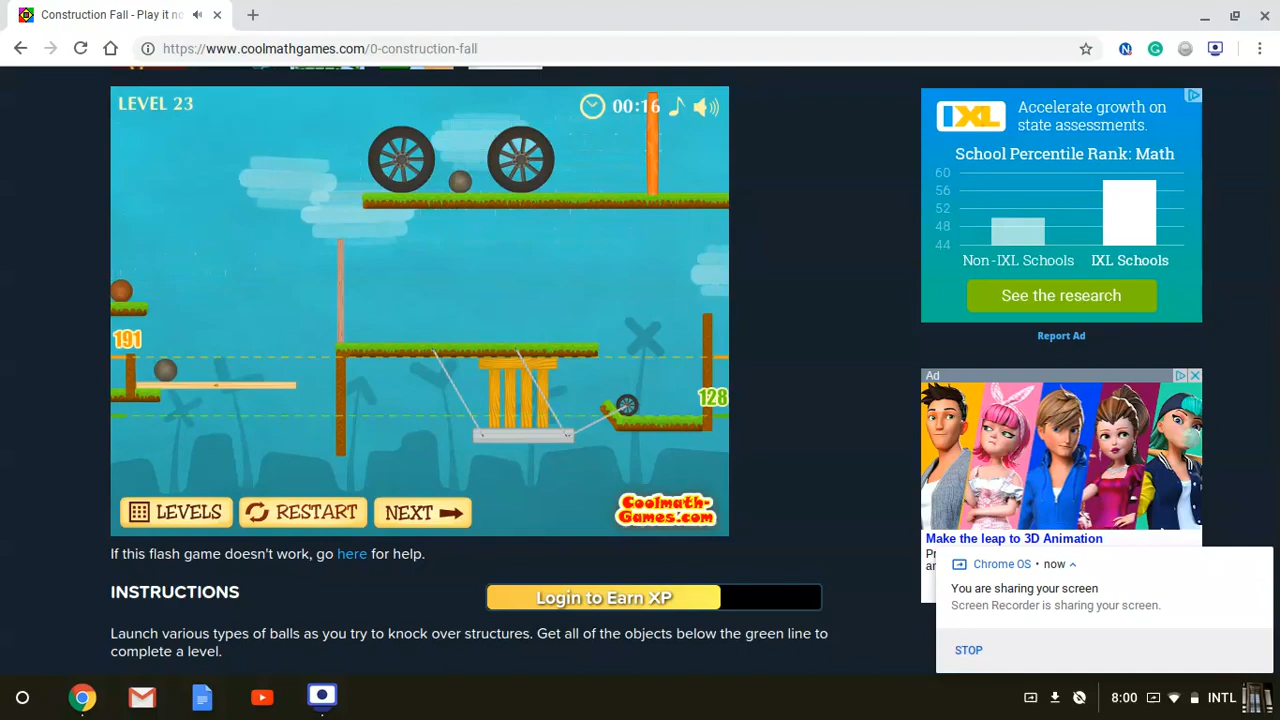 Construction Fall - Play it no
https://www.coolmathgames.com/0-construction-fall
LEVEL 23
00:16
191
128
LEVELS
RESTART
NEXT
Coolmath-
Games.com
If this flash game doesn't work, go here for help.
INSTRUCTIONS
Login to Earn XP
Launch various types of balls as you try to knock over structures. Get all of the objects below the green line to
complete a level.
IXL
Accelerate growth on
state assessments.
School Percentile Rank: Math
60
56
52
48
44
Non-IXL Schools
IXL Schools
See the research
Report Ad
Ad
Make the leap to 3D Animation
Chrome OS • now
You are sharing your screen
Screen Recorder is sharing your screen.
STOP
8:00
INTL